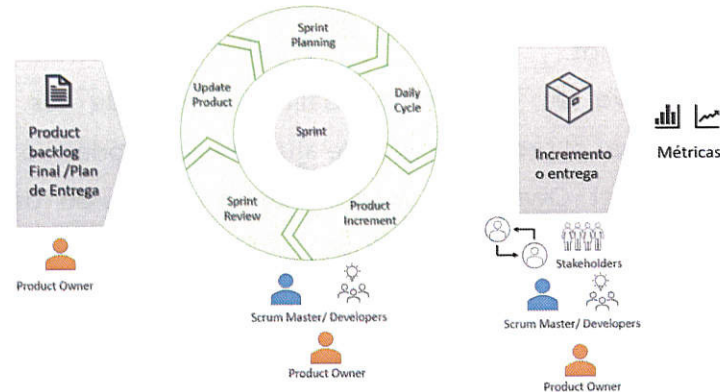 Product
backlog
Final /Plan
de Entrega
Product Owner
Sprint
Planning
Daily
Cycle
Product
Increment
Sprint
Review
Update
Product
Sprint
Scrum Master/ Developers
Product Owner
Incremento
o entrega
Métricas
Stakeholders
Scrum Master/ Developers
Product Owner